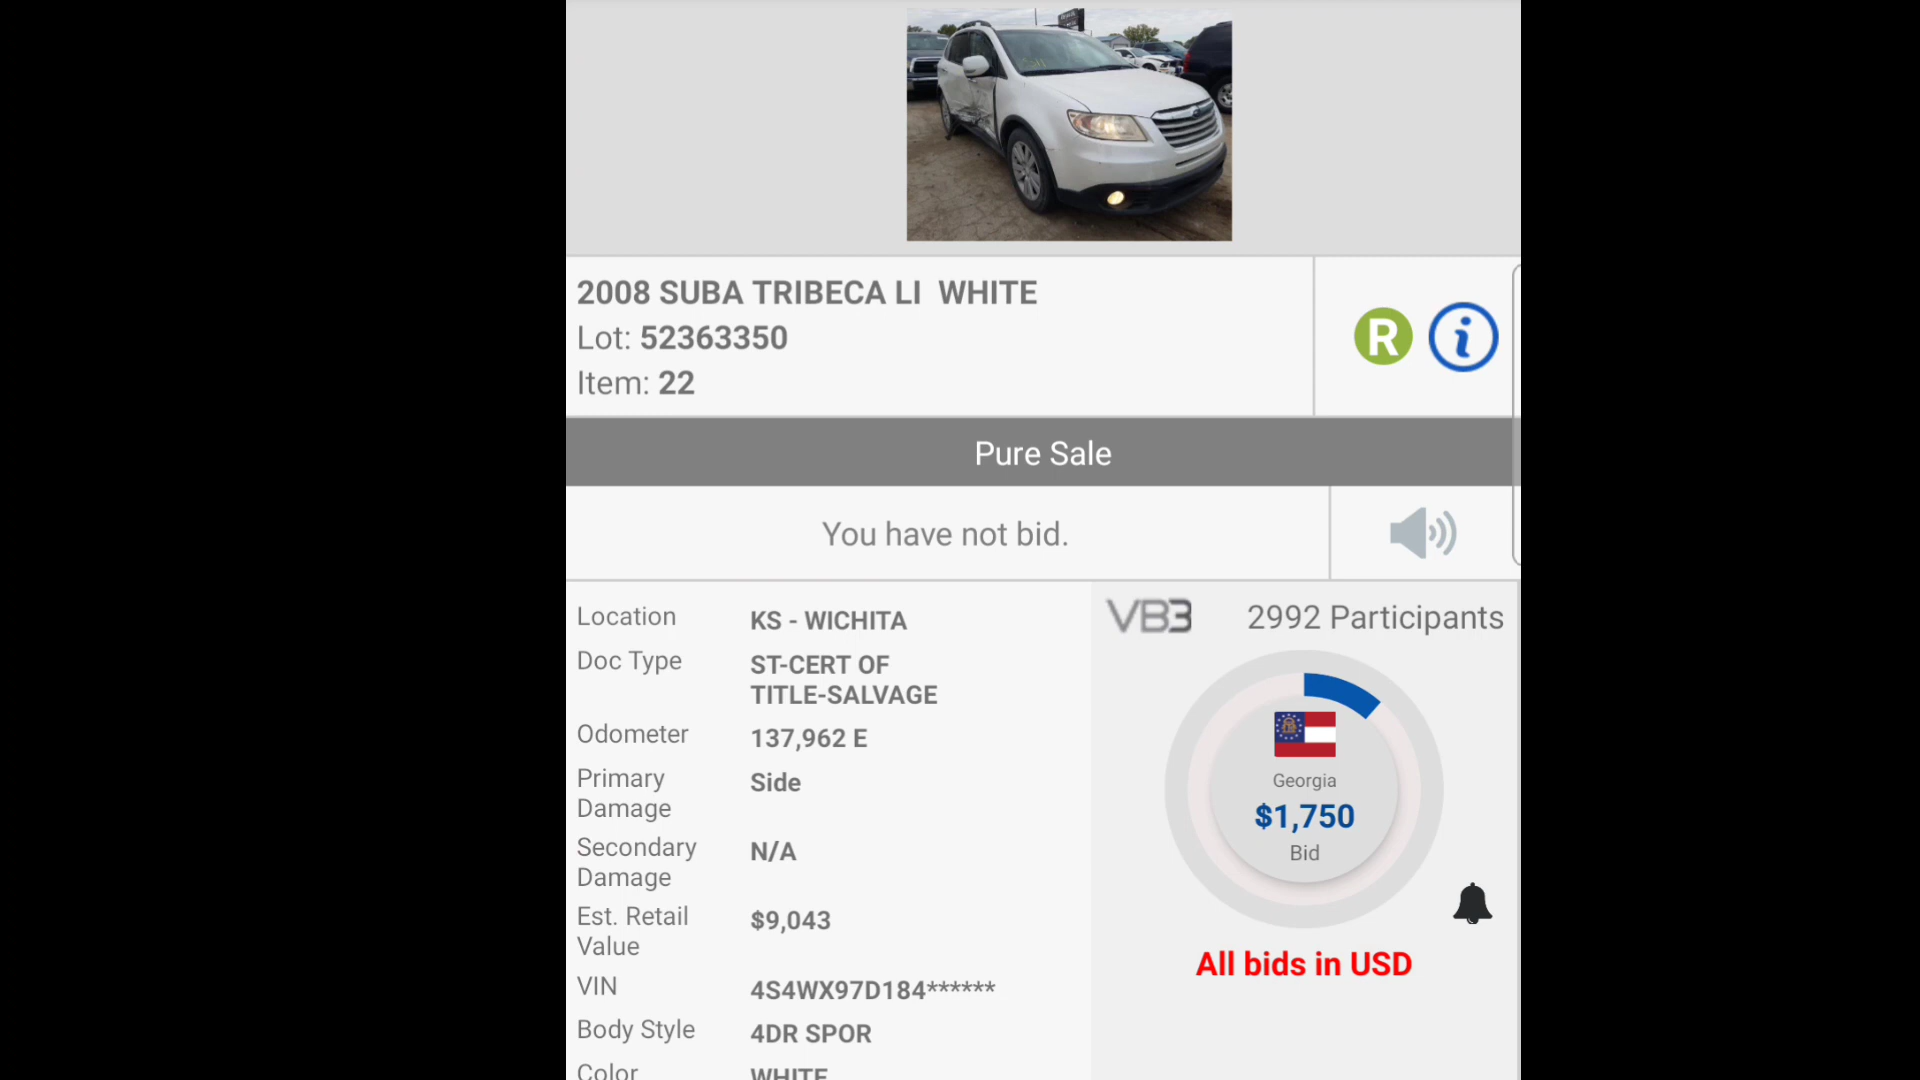 2008 SUBA TRIBECA LI WHITE
Lot: 52363350
Item: 22
R
i
Pure Sale
You have not bid.
Location KS - WICHITA
Doc Type ST-CERT OF
TITLE-SALVAGE
Odometer 137,962 E
Primary
Damage Side
Secondary
Damage N/A
Est. Retail
Value $9,043
VIN 4S4WX97D184******
Body Style 4DR SPOR
Color WHITE
VB3 2992 Participants
Georgia
$1,750
Bid
All bids in USD